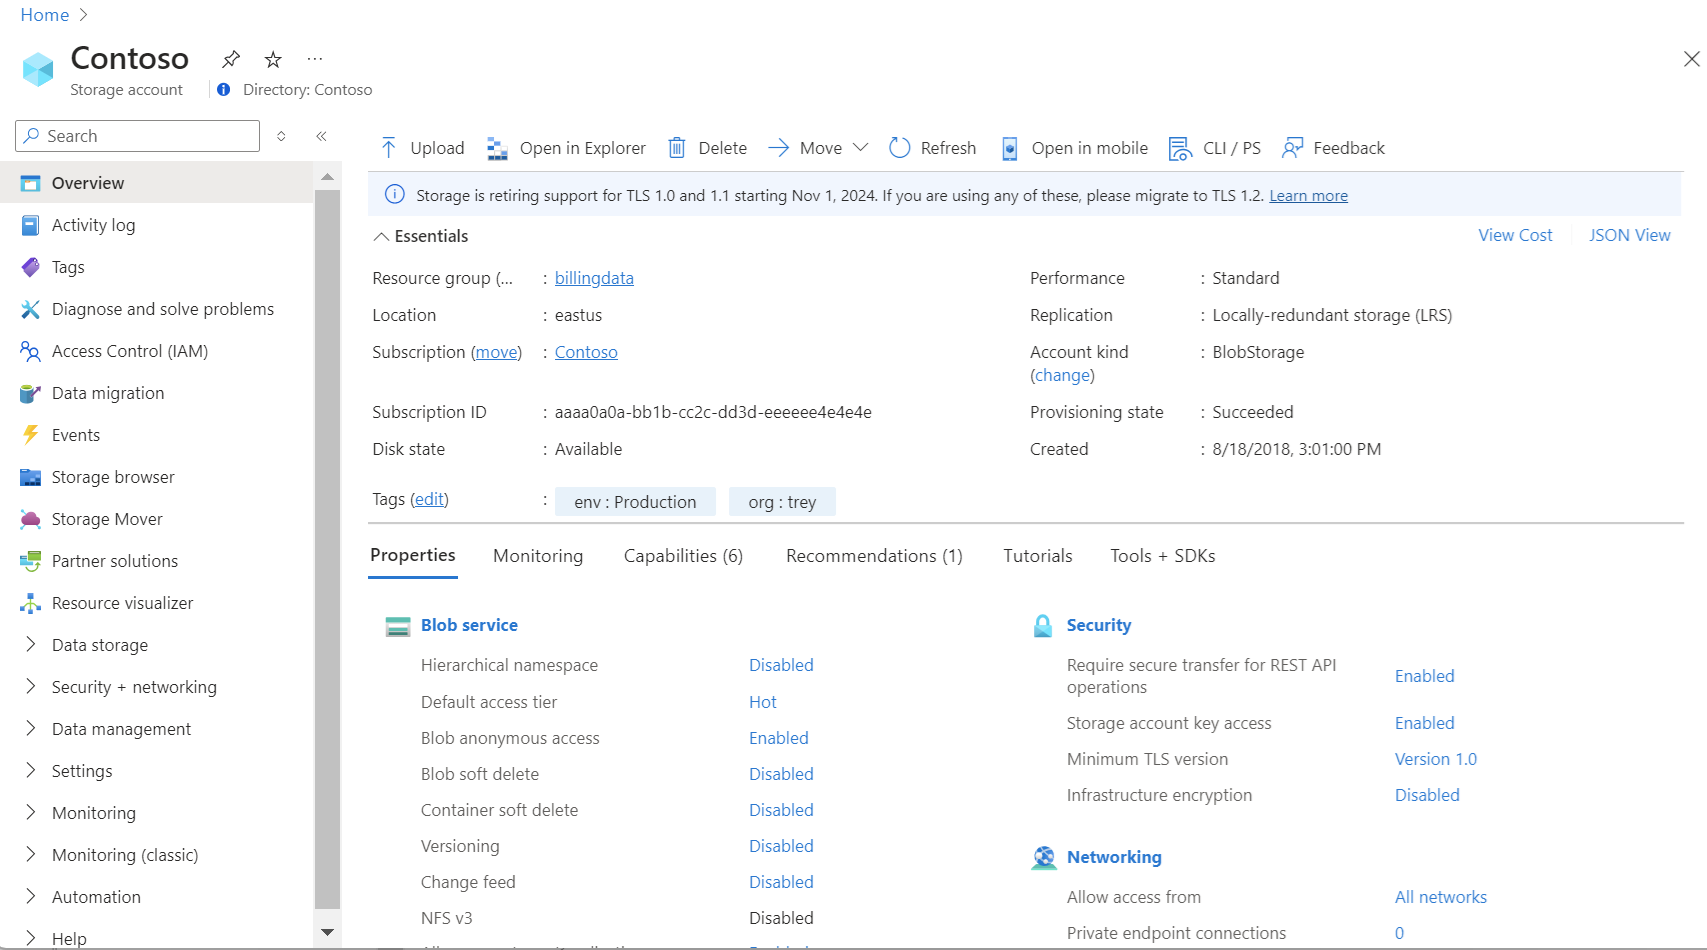 Home
Contoso
Storage account
Directory: Contoso
Search
Overview
Activity log
Tags
Diagnose and solve problems
Access Control (IAM)
Data migration
Events
Storage browser
Storage Mover
Partner solutions
Resource visualizer
Data storage
Security + networking
Data management
Settings
Monitoring
Monitoring (classic)
Automation
Help
Upload Open in Explorer Delete Move Refresh Open in mobile CLI / PS Feedback
Storage is retiring support for TLS 1.0 and 1.1 starting Nov 1, 2024. If you are using any of these, please migrate to TLS 1.2. Learn more
Essentials
View Cost JSON View
Resource group (... : billingdata
Location : eastus
Subscription (move) : Contoso
Subscription ID : aaaa0a0a-bb1b-cc2c-dd3d-eeeeee4e4e4e
Disk state : Available
Performance : Standard
Replication : Locally-redundant storage (LRS)
Account kind : BlobStorage
(change)
Provisioning state : Succeeded
Created : 8/18/2018, 3:01:00 PM
Tags (edit) : env : Production org : trey
Properties Monitoring Capabilities (6) Recommendations (1) Tutorials Tools + SDKs
Blob service
Hierarchical namespace Disabled
Default access tier Hot
Blob anonymous access Enabled
Blob soft delete Disabled
Container soft delete Disabled
Versioning Disabled
Change feed Disabled
NFS v3 Disabled
Security
Require secure transfer for REST API
operations Enabled
Storage account key access Enabled
Minimum TLS version Version 1.0
Infrastructure encryption Disabled
Networking
Allow access from All networks
Private endpoint connections 0